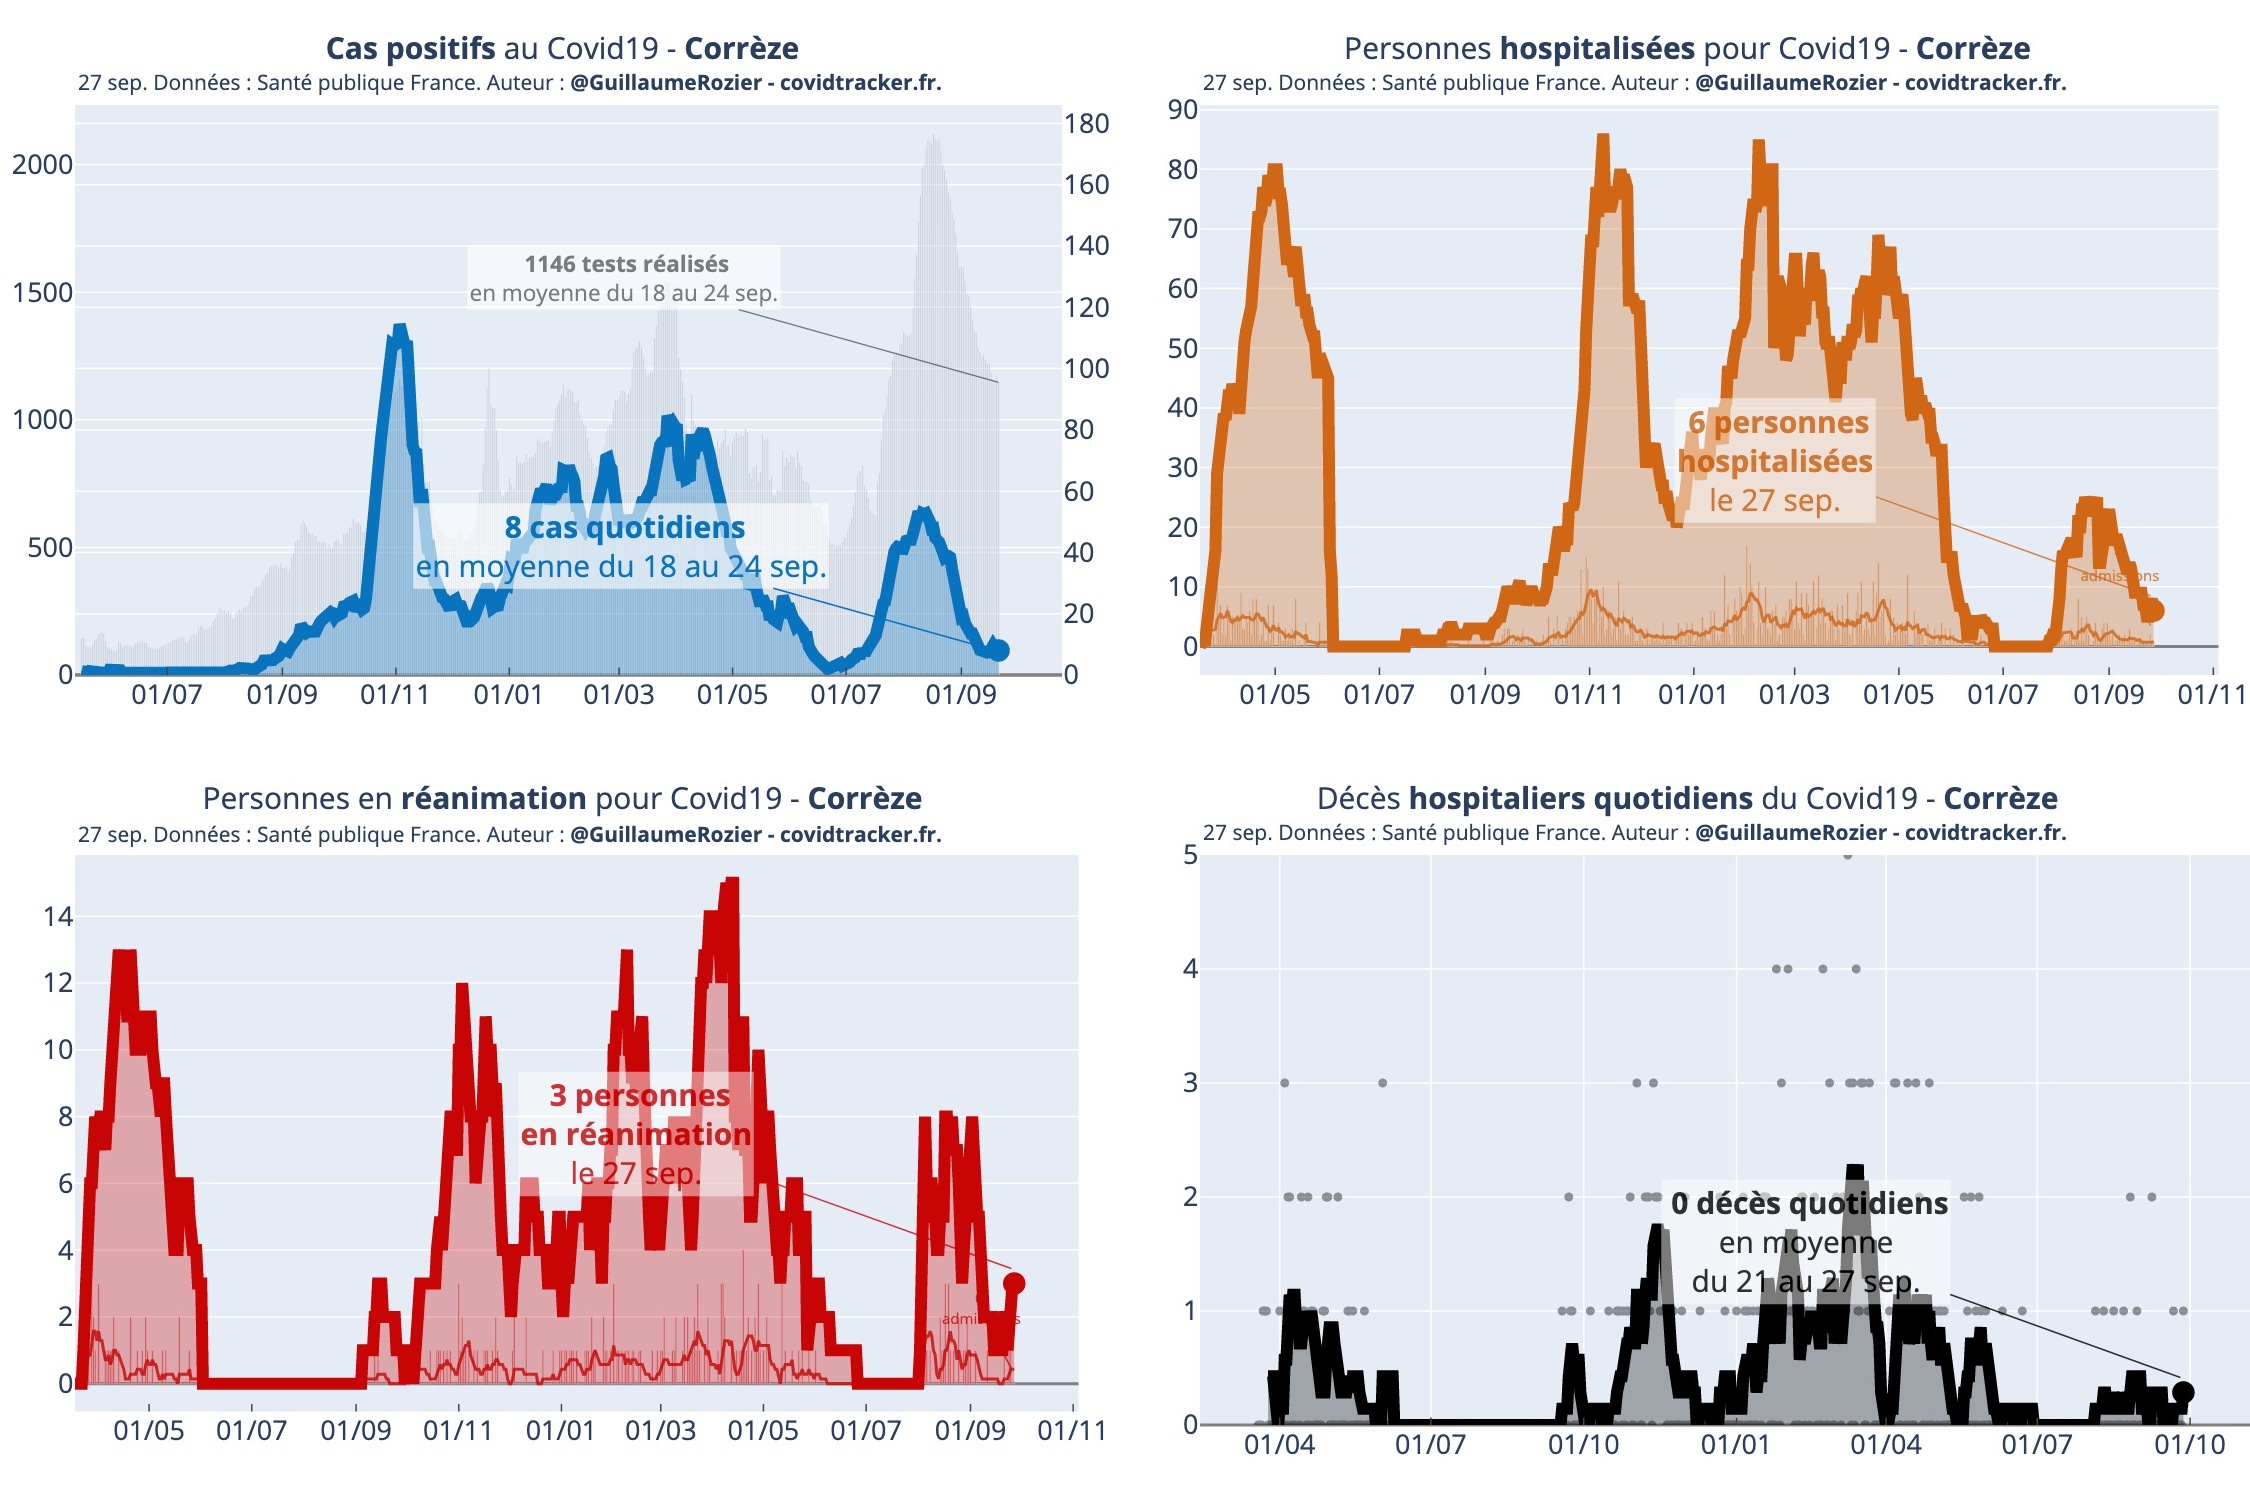 Cas positifs au Covid19 - Corrèze
27 sep. Données : Santé publique France. Auteur : @GuillaumeRozier - covidtracker.fr.
2000
1500
1000
500
0
180
160
140
120
100
80
60
40
20
0
1146 tests réalisés
en moyenne du 18 au 24 sep.
8 cas quotidiens
en moyenne du 18 au 24 sep.
01/07 01/09 01/11 01/01 01/03 01/05 01/07 01/09
Personnes hospitalisées pour Covid19 - Corrèze
27 sep. Données : Santé publique France. Auteur : @GuillaumeRozier - covidtracker.fr.
90
80
70
60
50
40
30
20
10
0
6 personnes
hospitalisées
le 27 sep.
admissions
01/05 01/07 01/09 01/11 01/01 01/03 01/05 01/07 01/09 01/11
Personnes en réanimation pour Covid19 - Corrèze
27 sep. Données : Santé publique France. Auteur : @GuillaumeRozier - covidtracker.fr.
14
12
10
8
6
4
2
0
3 personnes
en réanimation
le 27 sep.
01/05 01/07 01/09 01/11 01/01 01/03 01/05 01/07 01/09 01/11
Décès hospitaliers quotidiens du Covid19 - Corrèze
27 sep. Données : Santé publique France. Auteur : @GuillaumeRozier - covidtracker.fr.
5
4
3
2
1
0
0 décès quotidiens
en moyenne
du 21 au 27 sep.
01/04 01/07 01/10 01/01 01/04 01/07 01/10